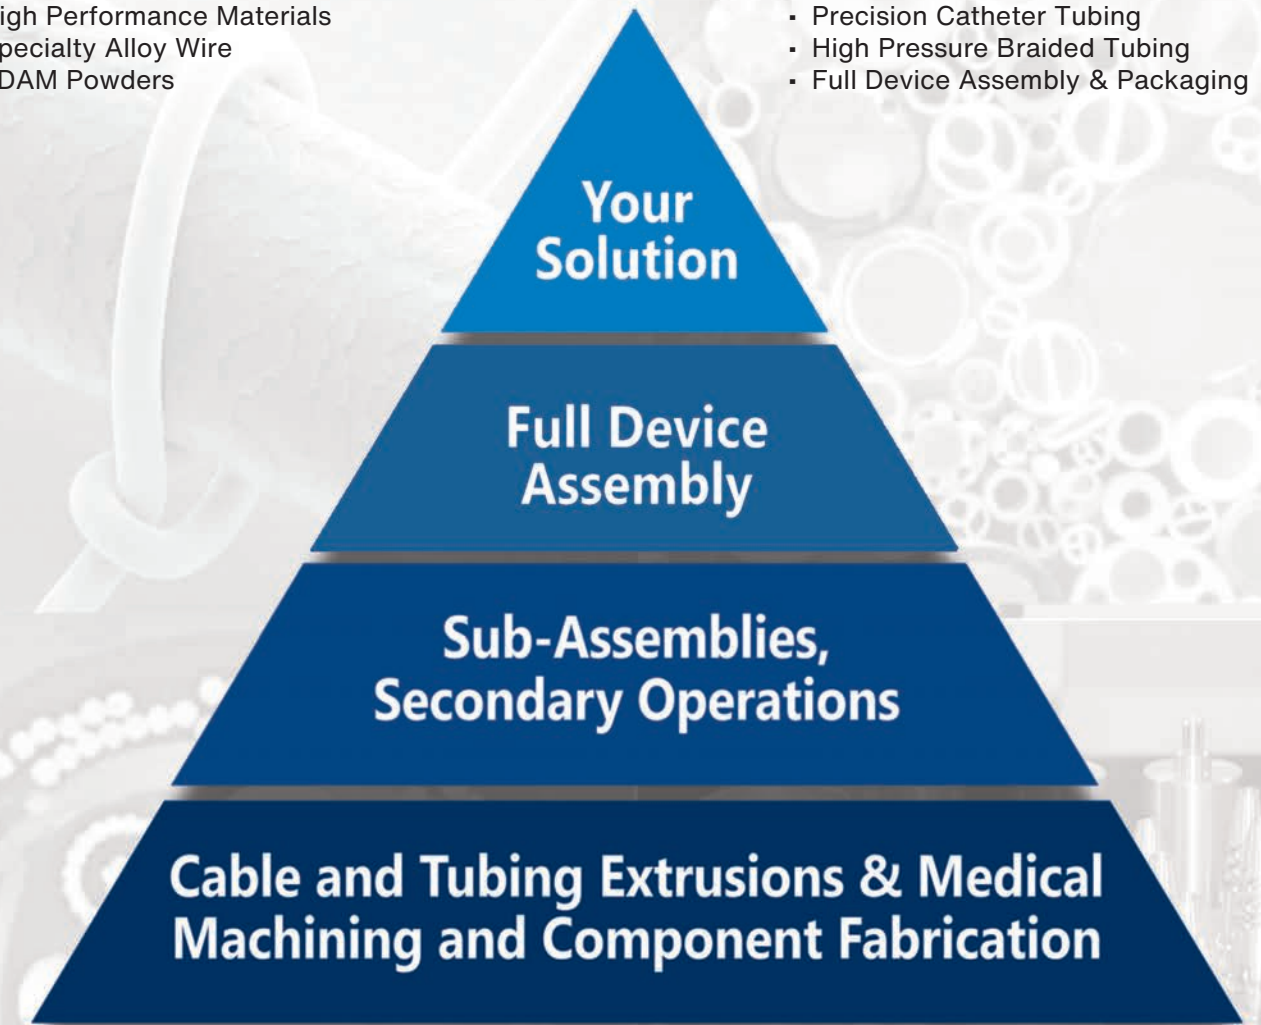 igh Performance Materials
pecialty Alloy Wire
DAM Powders
▪ Precision Catheter Tubing
▪ High Pressure Braided Tubing
▪ Full Device Assembly & Packaging
Your
Solution
Full Device
Assembly
Sub-Assemblies,
Secondary Operations
Cable and Tubing Extrusions & Medical
Machining and Component Fabrication